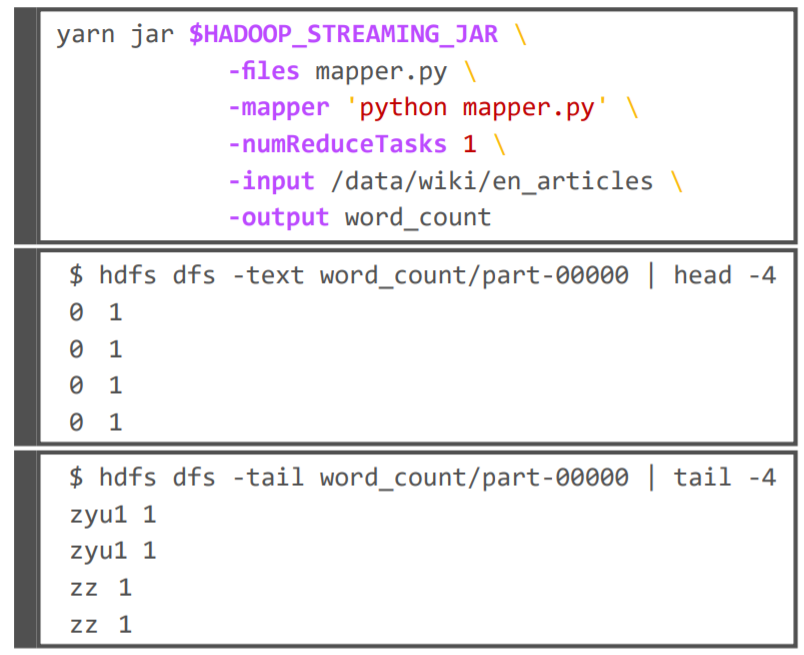 yarn jar $HADOOP_STREAMING_JAR \
-files mapper.py \
-mapper 'python mapper.py' \
-numReduceTasks 1 \
-input /data/wiki/en_articles \
-output word_count
$ hdfs dfs -text word_count/part-00000 | head -4
0 1
0 1
0 1
0 1
$ hdfs dfs -tail word_count/part-00000 | tail -4
zyu1 1
zyu1 1
zz 1
zz 1